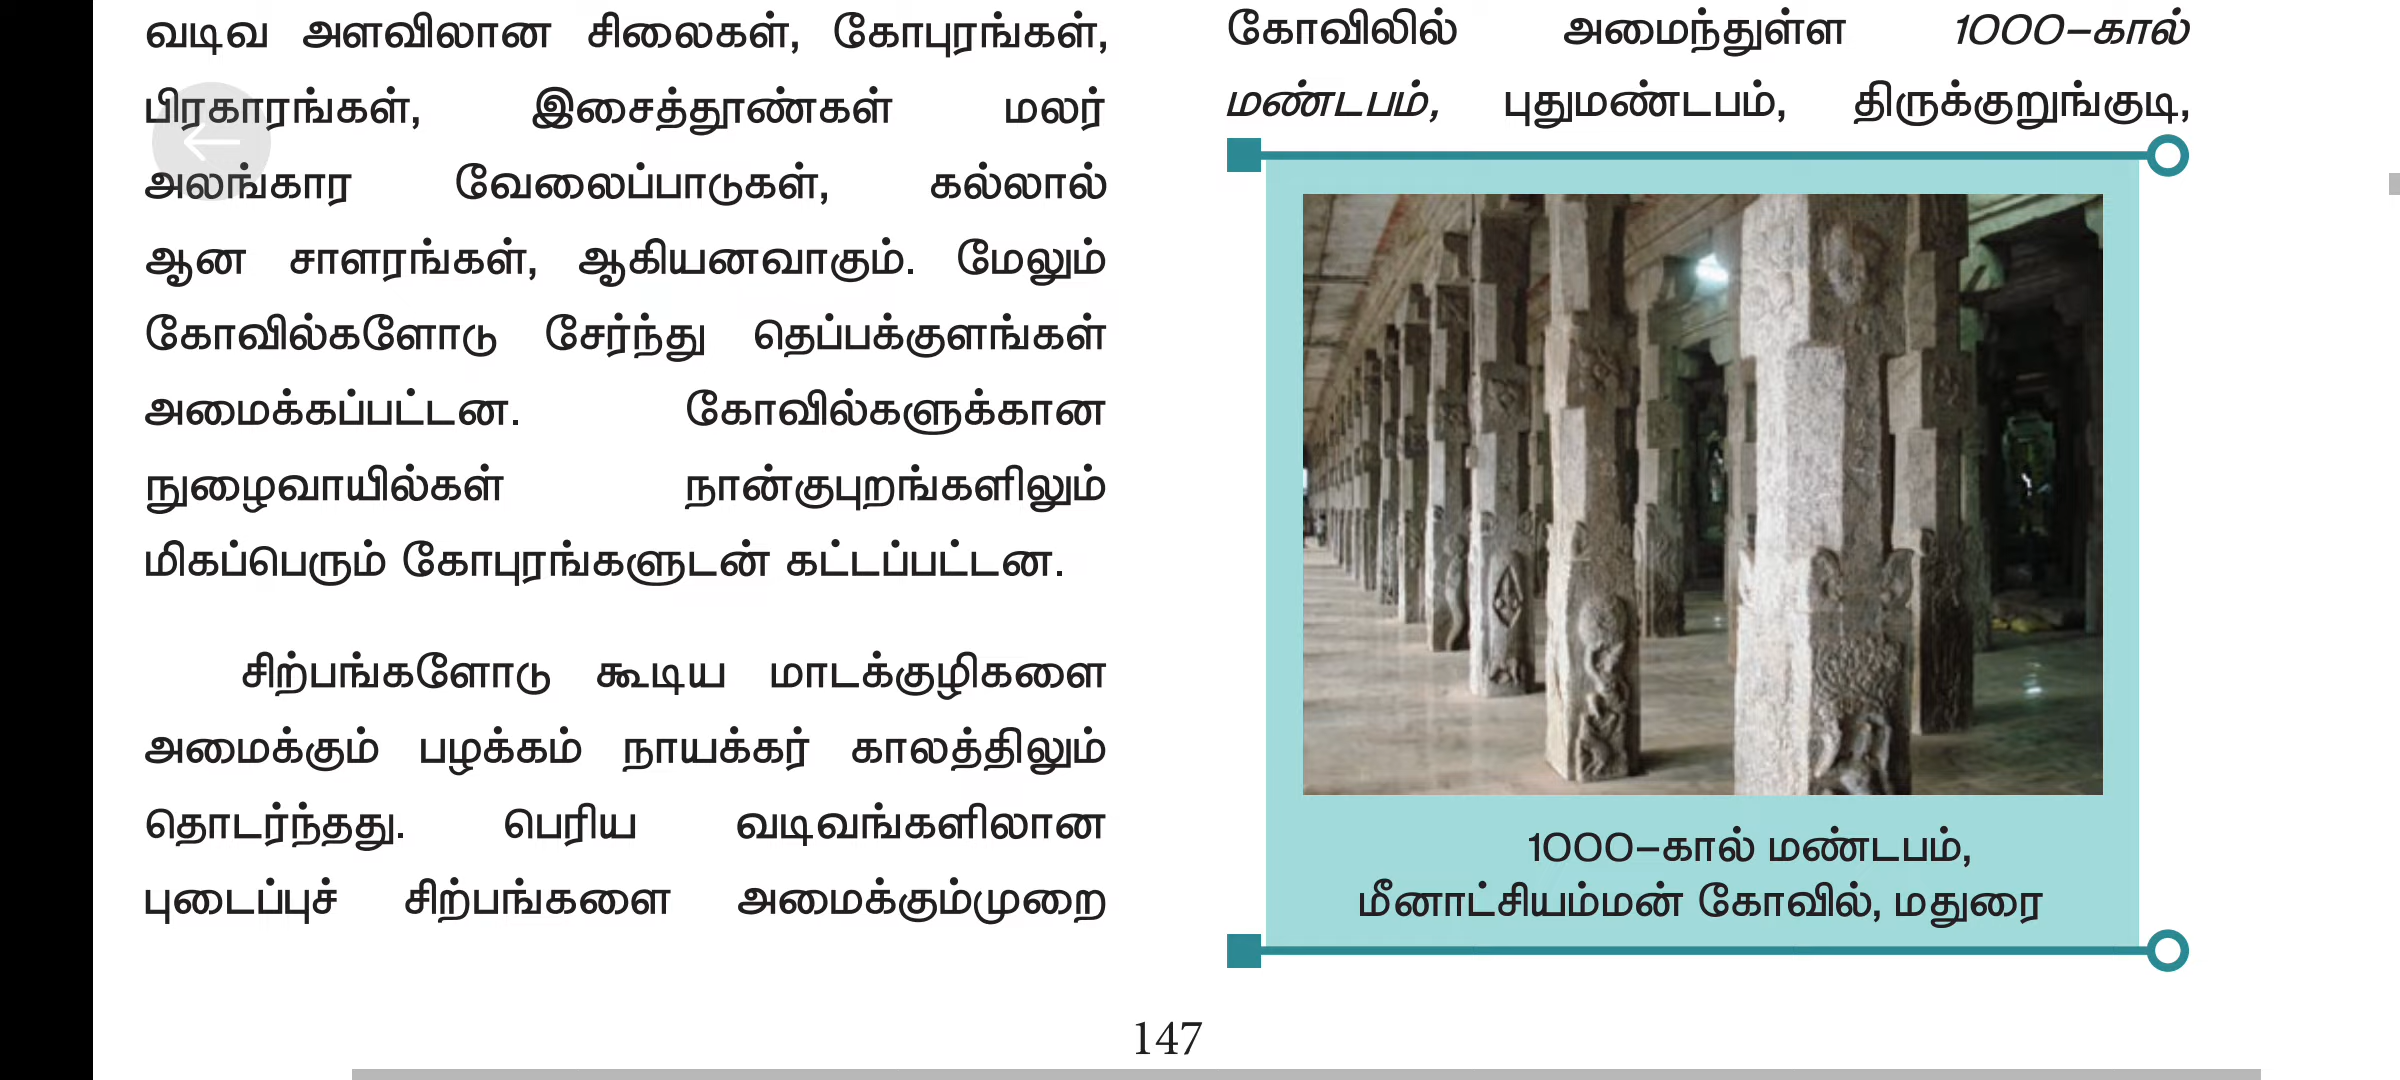 வடிவ அளவிலான சிலைகள், கோபுரங்கள்,
பிரகாரங்கள், இசைத்தூண்கள் மலர்
அலங்கார வேலைப்பாடுகள், கல்லால்
ஆன சாளரங்கள், ஆகியனவாகும். மேலும்
கோவில்களோடு சேர்ந்து தெப்பக்குளங்கள்
அமைக்கப்பட்டன. கோவில்களுக்கான
நுழைவாயில்கள் நான்குபுறங்களிலும்
மிகப்பெரும் கோபுரங்களுடன் கட்டப்பட்டன.
சிற்பங்களோடு கூடிய மாடக்குழிகளை
அமைக்கும் பழக்கம் நாயக்கர் காலத்திலும்
தொடர்ந்தது. பெரிய வடிவங்களிலான
புடைப்புச் சிற்பங்களை அமைக்கும்முறை
கோவிலில் அமைந்துள்ள 1000–கால்
மண்டபம், புதுமண்டபம், திருக்குறுங்குடி,
1000–கால் மண்டபம்,
மீனாட்சியம்மன் கோவில், மதுரை
147